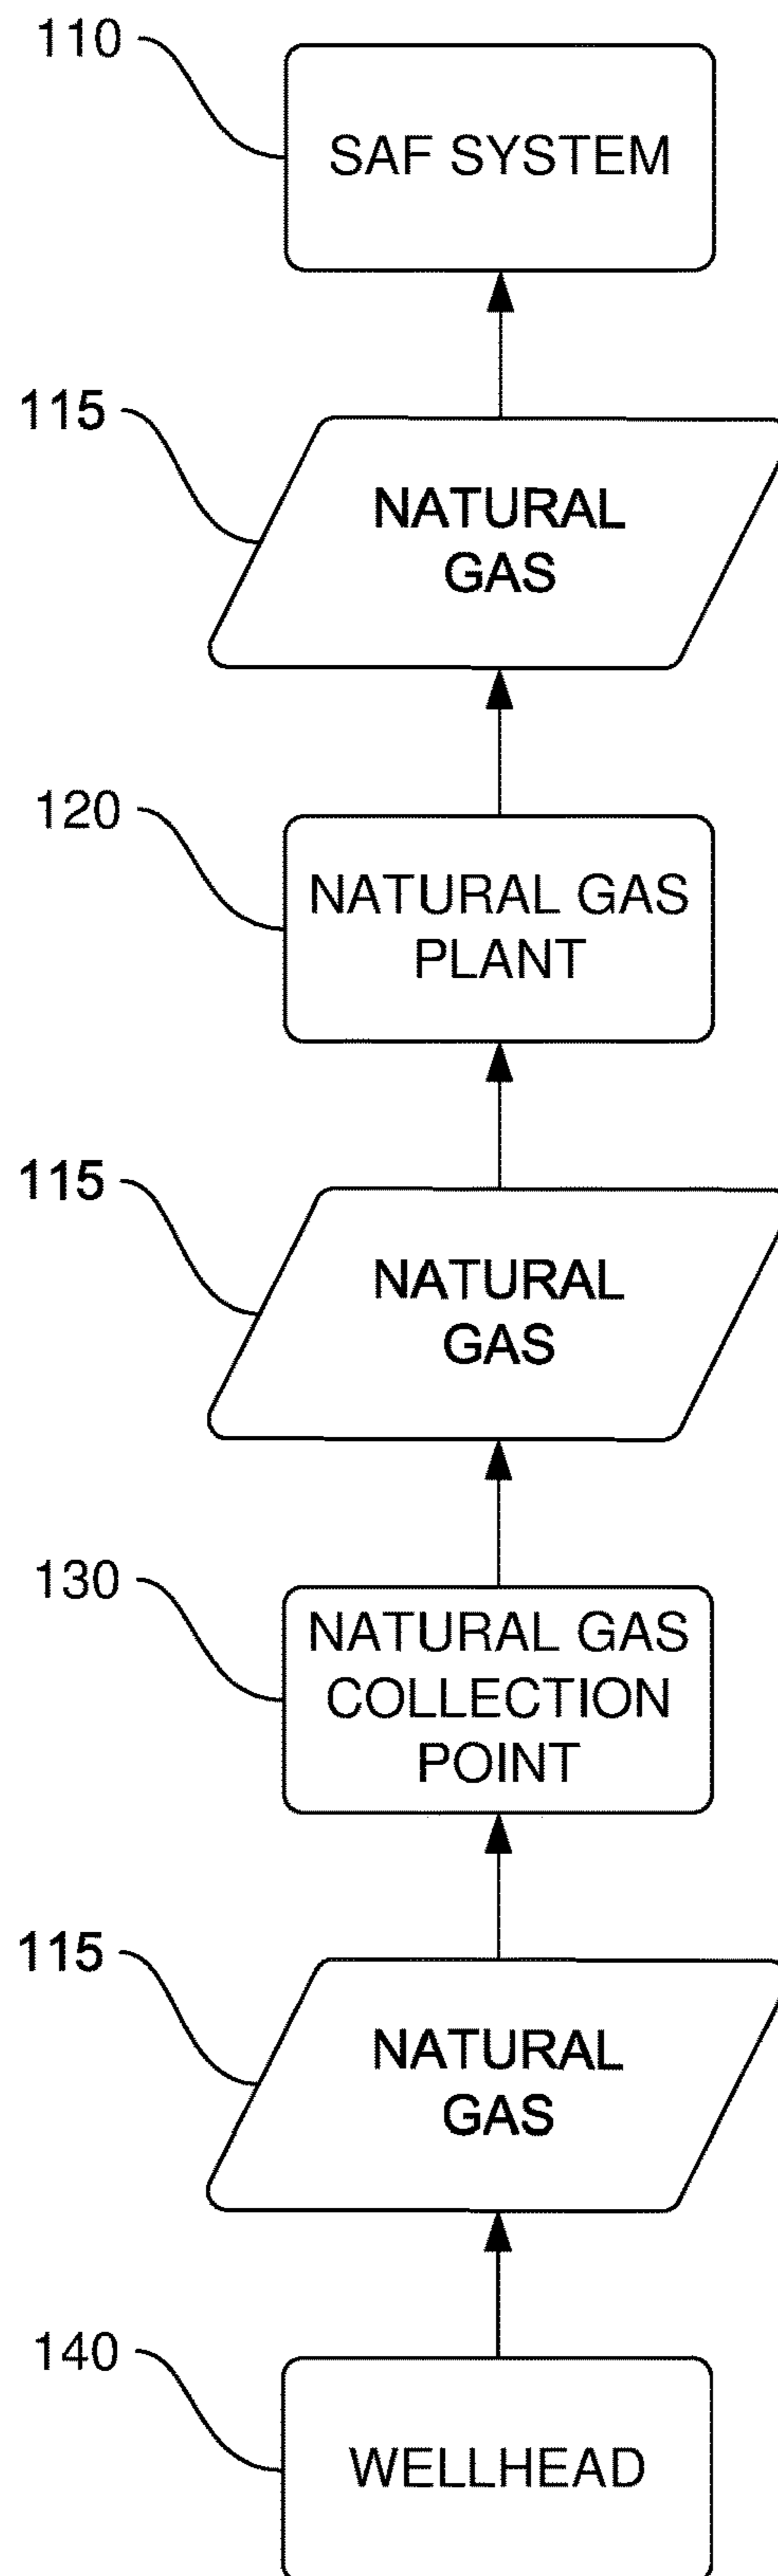 110
SAF SYSTEM
115
NATURAL
GAS
120
NATURAL GAS
PLANT
115
NATURAL
GAS
130
NATURAL GAS
COLLECTION
POINT
115
NATURAL
GAS
140
WELLHEAD